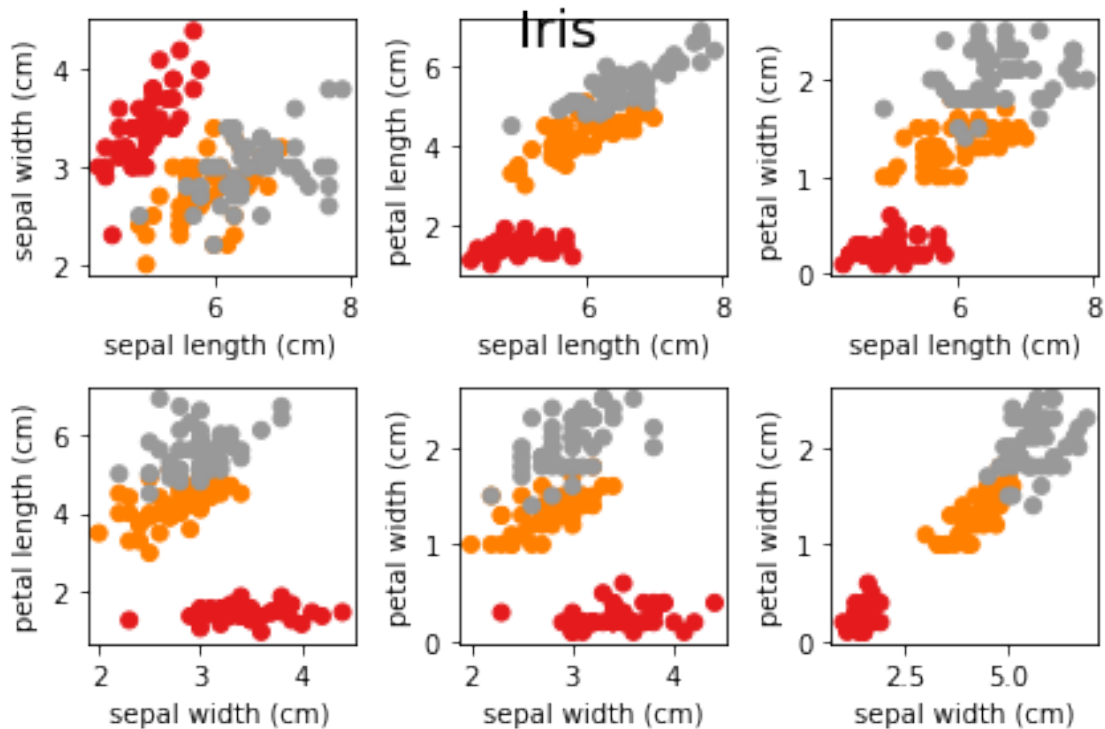 Iris
sepal width (cm)
4
3
2
6
8
sepal length (cm)
petal length (cm)
6
4
2
6
8
sepal length (cm)
petal width (cm)
2
1
0
6
8
sepal length (cm)
petal length (cm)
6
4
2
2
3
4
sepal width (cm)
petal width (cm)
2
1
0
2
3
4
sepal width (cm)
petal width (cm)
2
1
0
2.5
5.0
sepal width (cm)